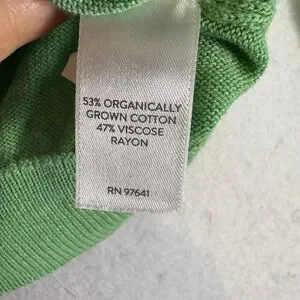 53% ORGANICALLY
GROWN COTTON
47% VISCOSE
RAYON
RN 97641